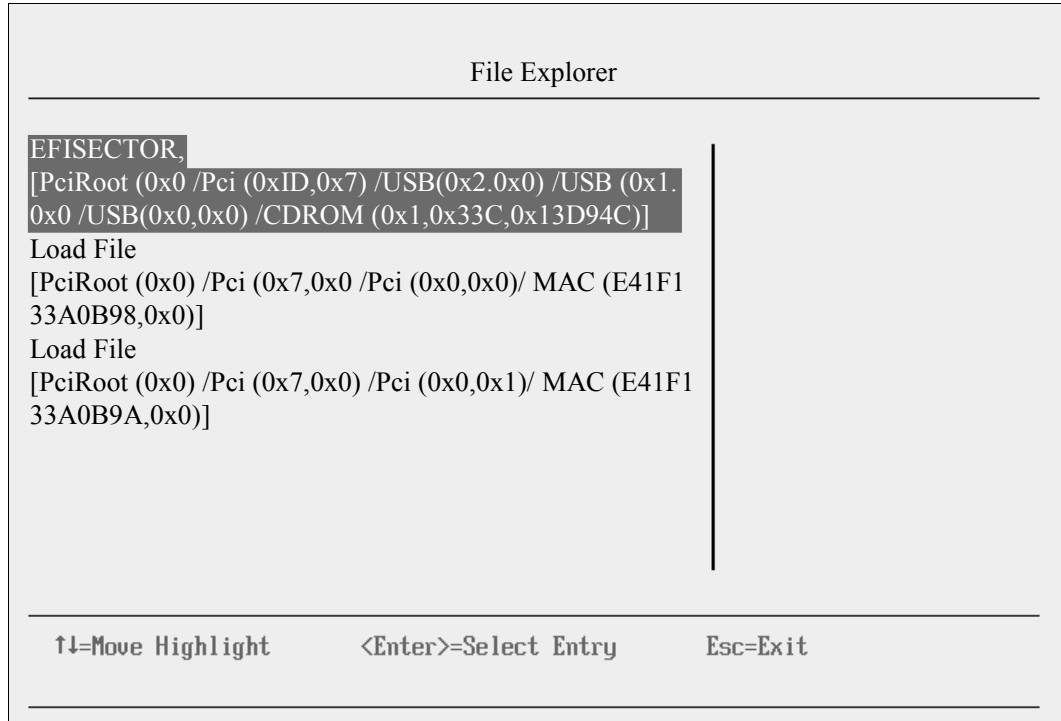 File Explorer
EFISECTOR,
[PciRoot (0x0 /Pci (0xID,0x7) /USB(0x2.0x0) /USB (0x1.
0x0 /USB(0x0,0x0) /CDROM (0x1,0x33C,0x13D94C)]
Load File
[PciRoot (0x0) /Pci (0x7,0x0 /Pci (0x0,0x0)/ MAC (E41F1
33A0B98,0x0)]
Load File
[PciRoot (0x0) /Pci (0x7,0x0) /Pci (0x0,0x1)/ MAC (E41F1
33A0B9A,0x0)]
↑↓=Move Highlight <Enter>=Select Entry Esc=Exit